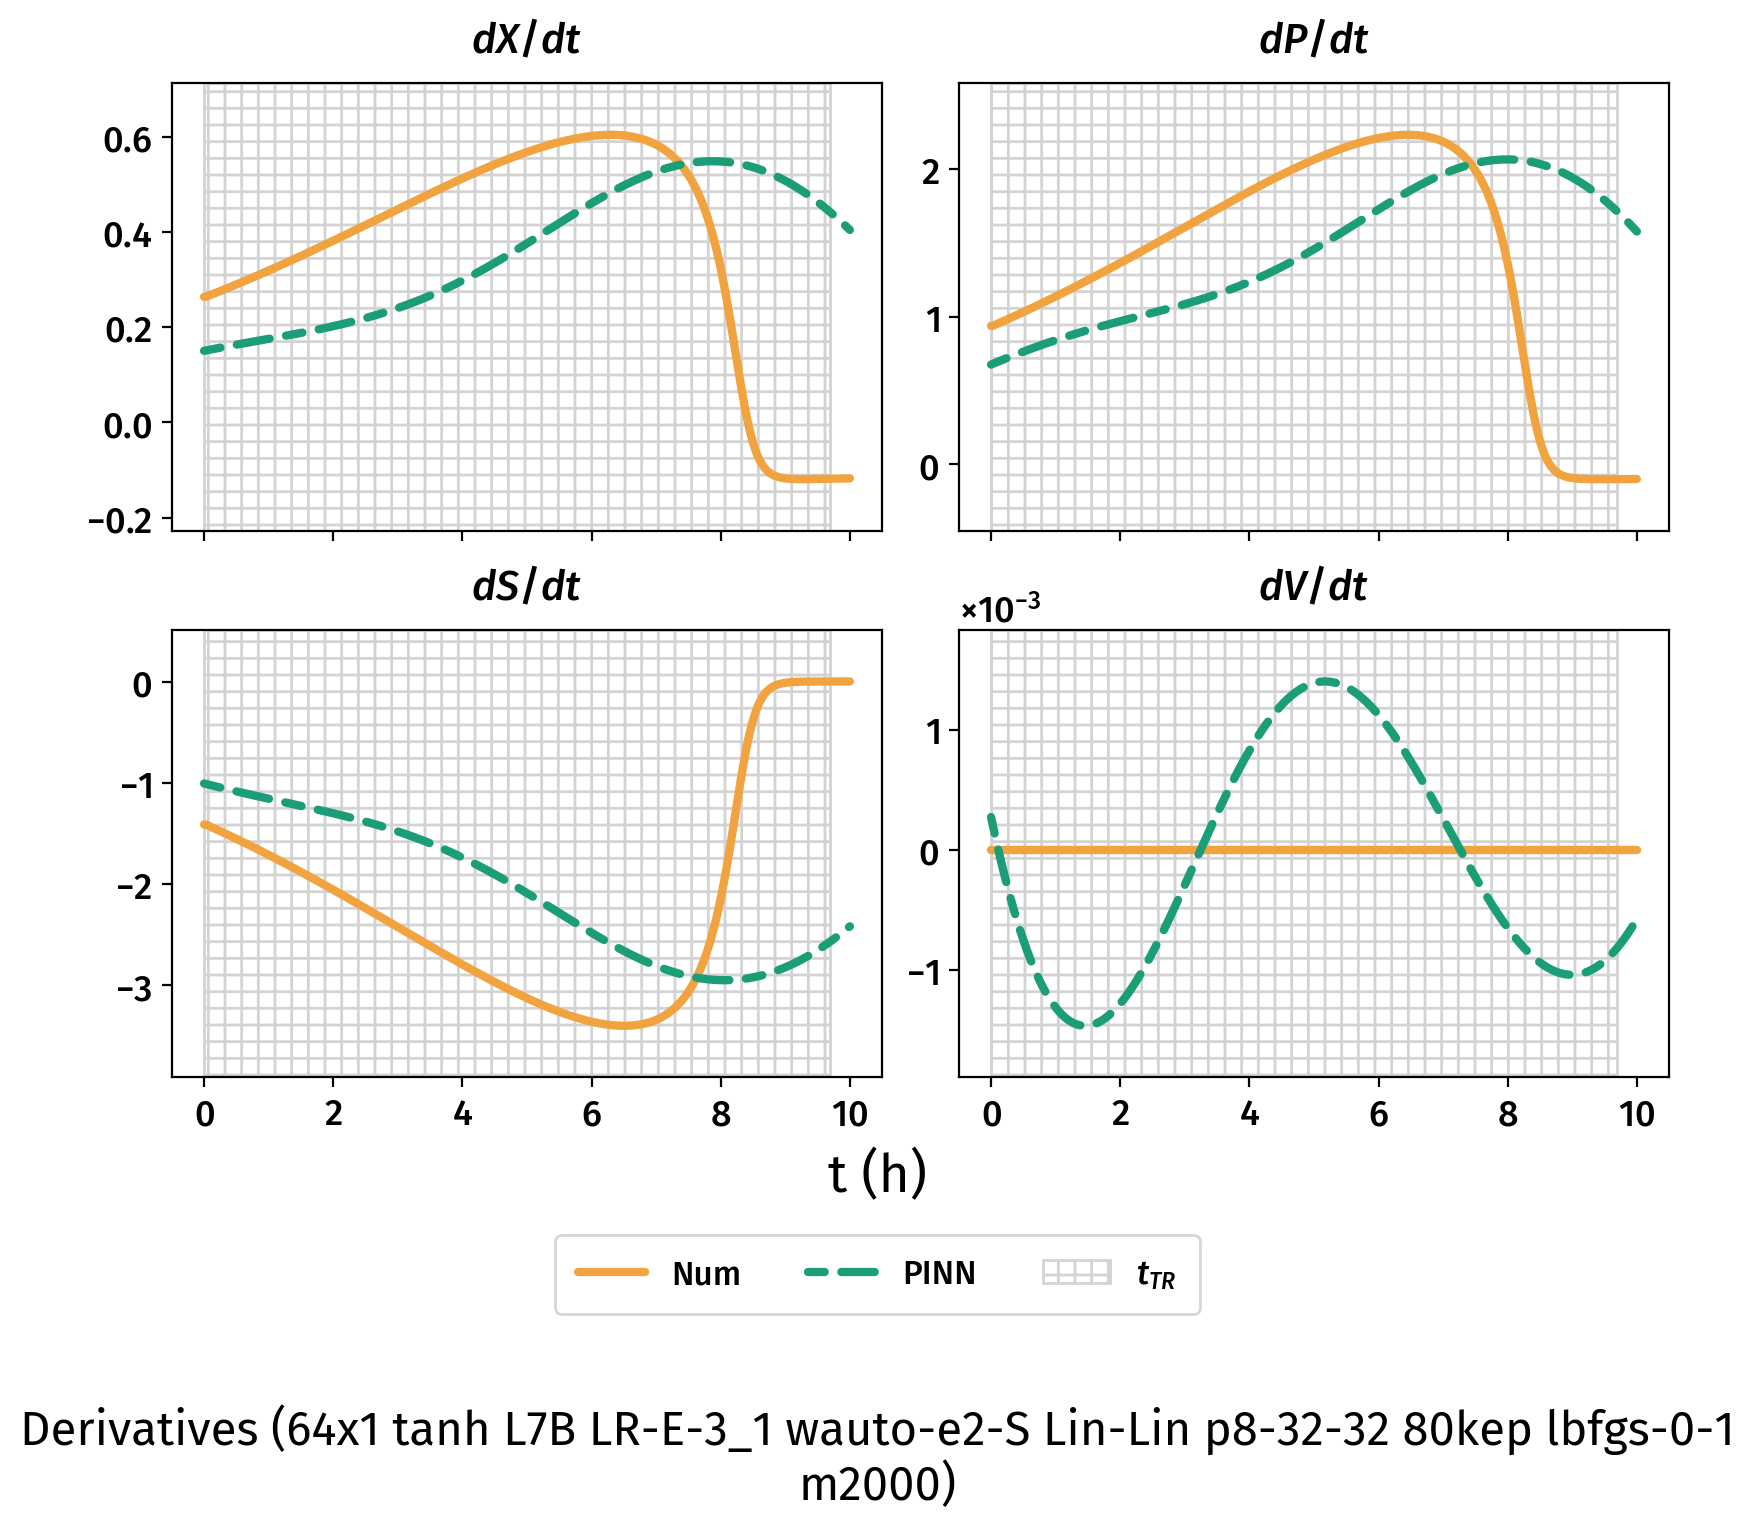 dX/dt
dP/dt
0.6
0.4
0.2
0.0
−0.2
2
1
0
dS/dt
dV/dt
×10⁻³
0
−1
−2
−3
1
0
−1
0 2 4 6 8 10
0 2 4 6 8 10
t (h)
Num PINN t_TR
Derivatives (64x1 tanh L7B LR-E-3_1 wauto-e2-S Lin-Lin p8-32-32 80kep lbfgs-0-1
m2000)